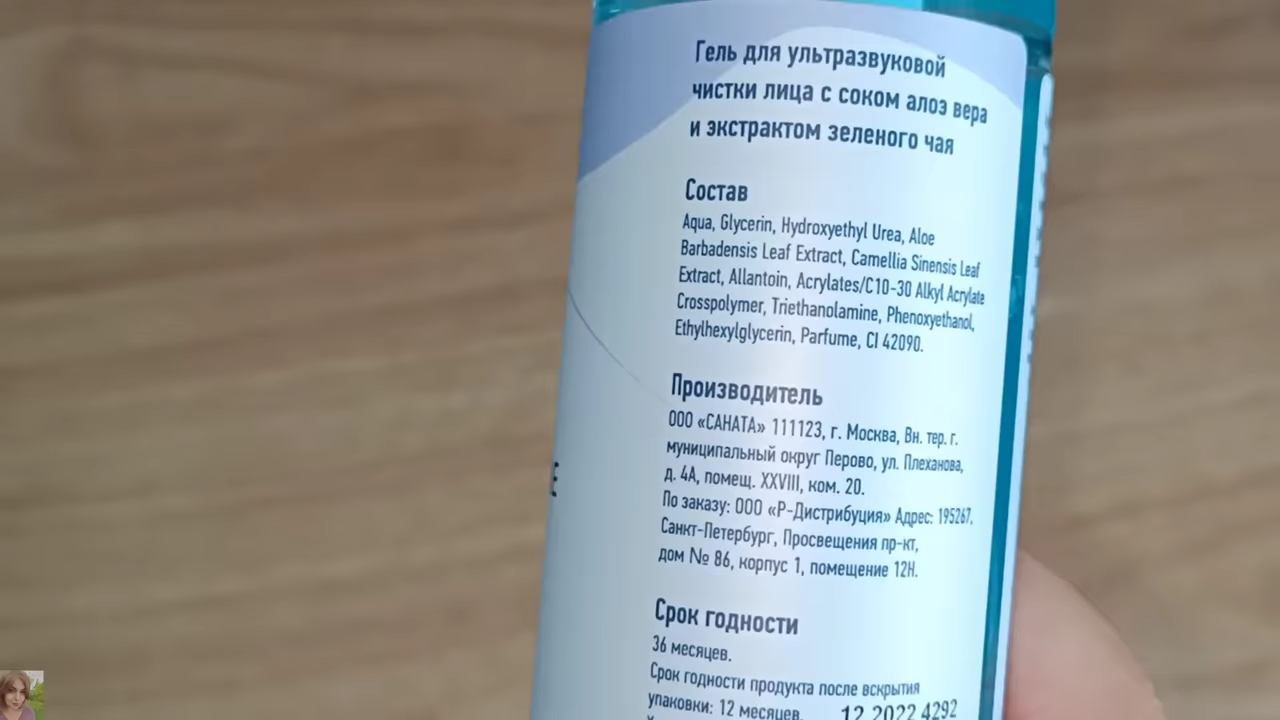 Гель для ультразвуковой
чистки лица с соком алоэ вера
и экстрактом зеленого чая
Состав
Aqua, Glycerin, Hydroxyethyl Urea, Aloe
Barbadensis Leaf Extract, Camellia Sinensis Leaf
Extract, Allantoin, Acrylates/C10-30 Alkyl Acrylate
Crosspolymer, Triethanolamine, Phenoxyethanol,
Ethylhexylglycerin, Parfume, CI 42090.
Производитель
ООО «САНАТА» 111123, г. Москва, Вн. тер. г.
муниципальный округ Перово, ул. Плеханова,
д. 4А, помещ. XXVIII, ком. 20.
По заказу: ООО «Р-Дистрибуция» Адрес: 195267,
Санкт-Петербург, Просвещения пр-кт,
дом № 86, корпус 1, помещение 12Н.
Срок годности
36 месяцев.
Срок годности продукта после вскрытия
упаковки: 12 месяцев.
12 2022 4292